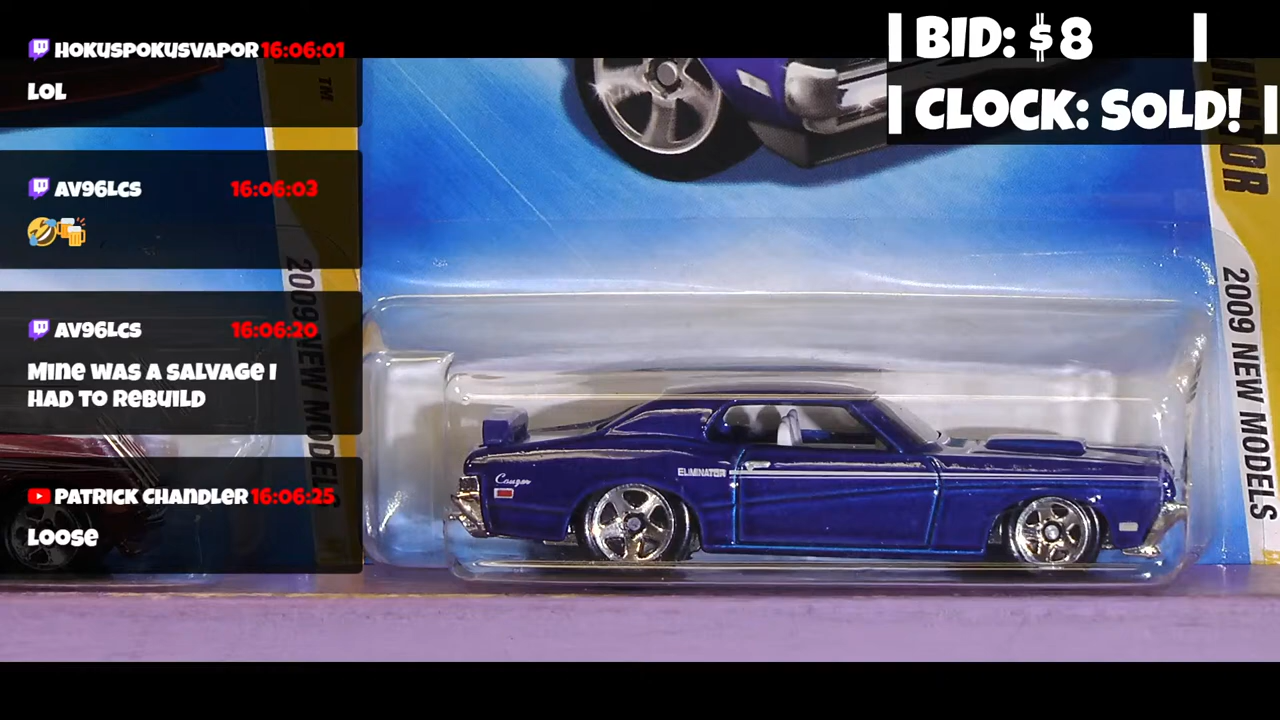 HOKUSPOKUSVAPOR 16:06:01
LOL
AV96LCS 16:06:03
AV96LCS 16:06:20
MINE WAS A SALVAGE I
HAD TO REBUILD
PATRICK CHANDLER 16:06:25
LOOSE
| BID: $8 |
| CLOCK: SOLD! |
TM
2009 NEW MODELS
2009 NEW MODELS
Cougar
ELIMINATOR